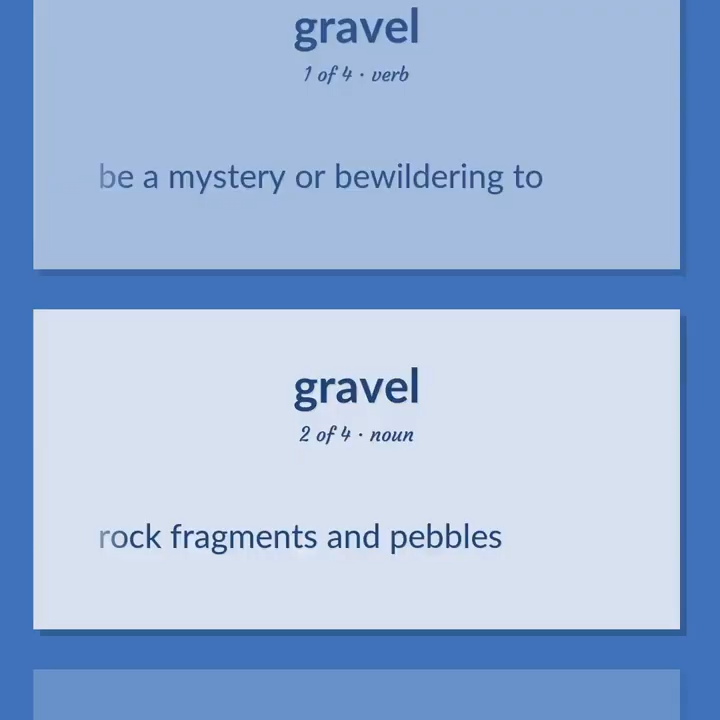 gravel
1 of 4 · verb
be a mystery or bewildering to
gravel
2 of 4 · noun
rock fragments and pebbles